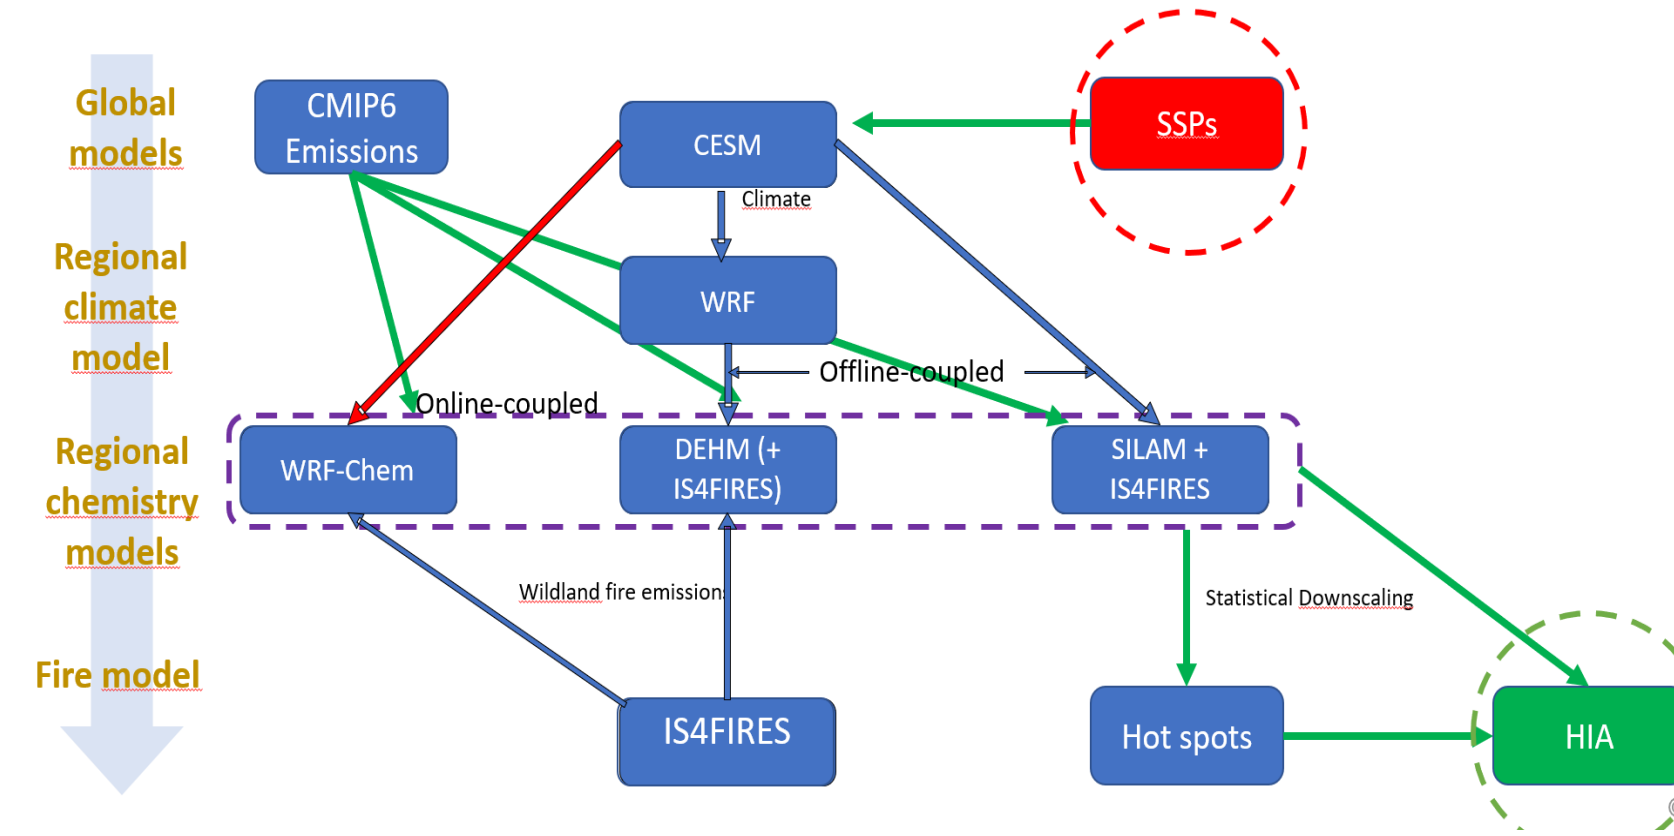 Global
models
CMIP6
Emissions
CESM
SSPs
Climate
Regional
climate
model
WRF
Offline-coupled
Online-coupled
Regional
chemistry
models
WRF-Chem
DEHM (+
IS4FIRES)
SILAM +
IS4FIRES
Wildland fire emissions
Statistical Downscaling
Fire model
IS4FIRES
Hot spots
HIA